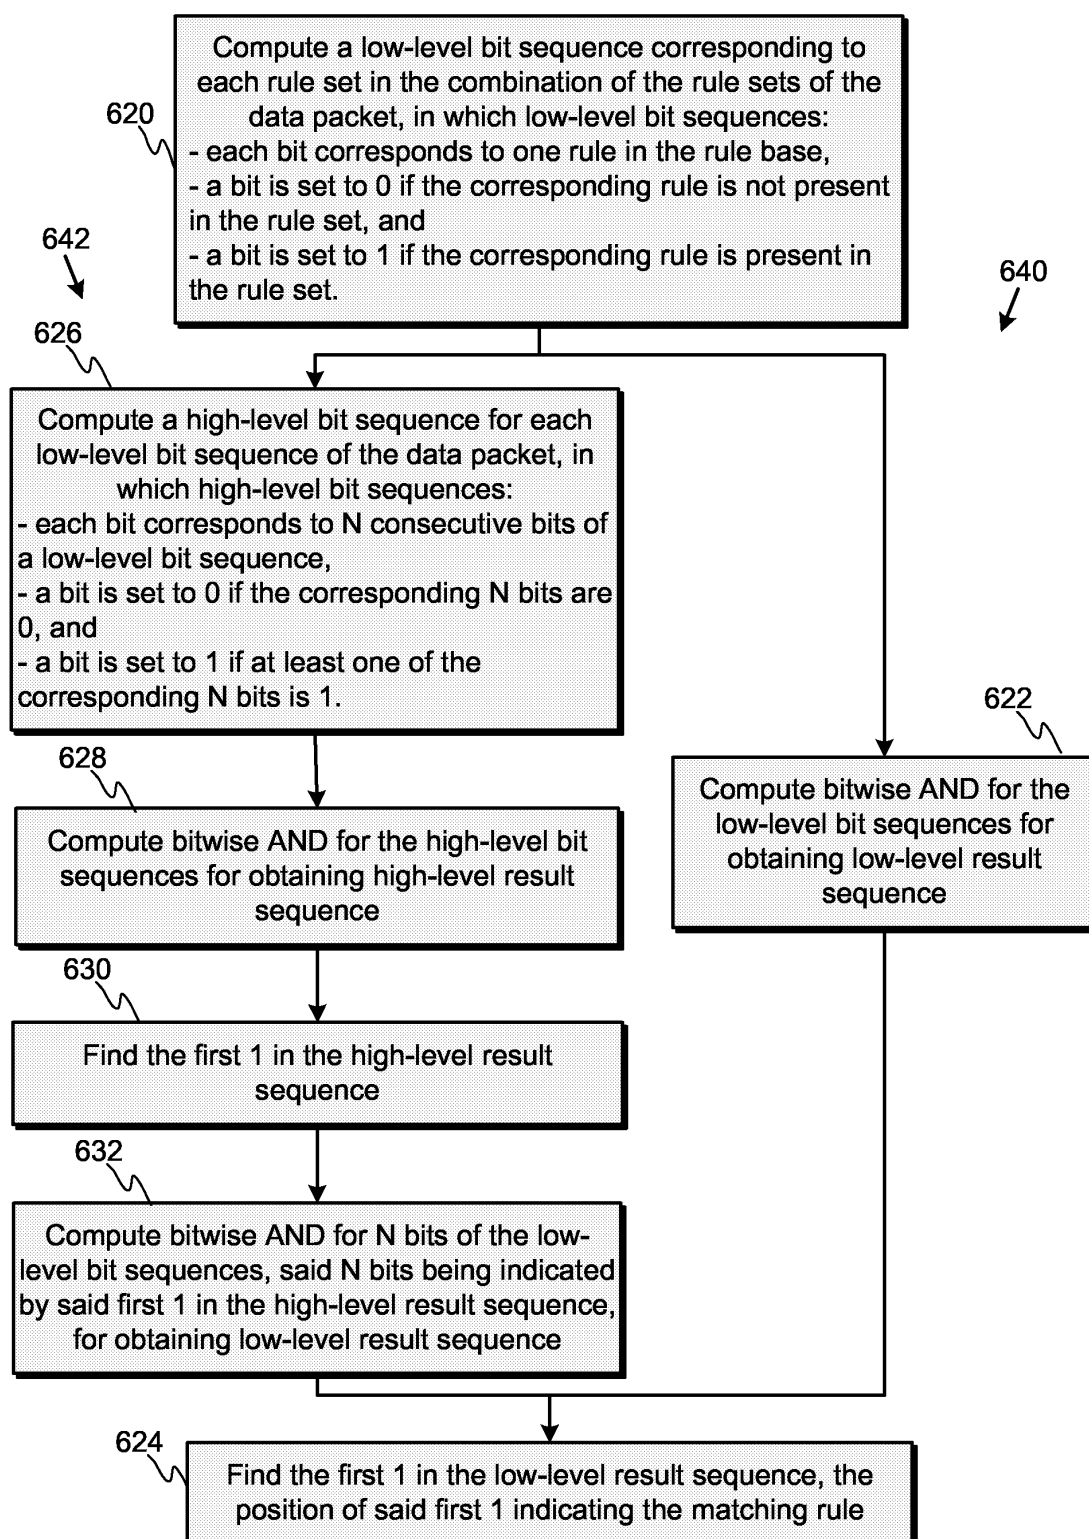 Compute a low-level bit sequence corresponding to
each rule set in the combination of the rule sets of the
data packet, in which low-level bit sequences:
- each bit corresponds to one rule in the rule base,
- a bit is set to 0 if the corresponding rule is not present
in the rule set, and
- a bit is set to 1 if the corresponding rule is present in
the rule set.
620
642
640
626
Compute a high-level bit sequence for each
low-level bit sequence of the data packet, in
which high-level bit sequences:
- each bit corresponds to N consecutive bits of
a low-level bit sequence,
- a bit is set to 0 if the corresponding N bits are
0, and
- a bit is set to 1 if at least one of the
corresponding N bits is 1.
622
Compute bitwise AND for the
low-level bit sequences for
obtaining low-level result
sequence
628
Compute bitwise AND for the high-level bit
sequences for obtaining high-level result
sequence
630
Find the first 1 in the high-level result
sequence
632
Compute bitwise AND for N bits of the low-
level bit sequences, said N bits being indicated
by said first 1 in the high-level result sequence,
for obtaining low-level result sequence
624
Find the first 1 in the low-level result sequence, the
position of said first 1 indicating the matching rule